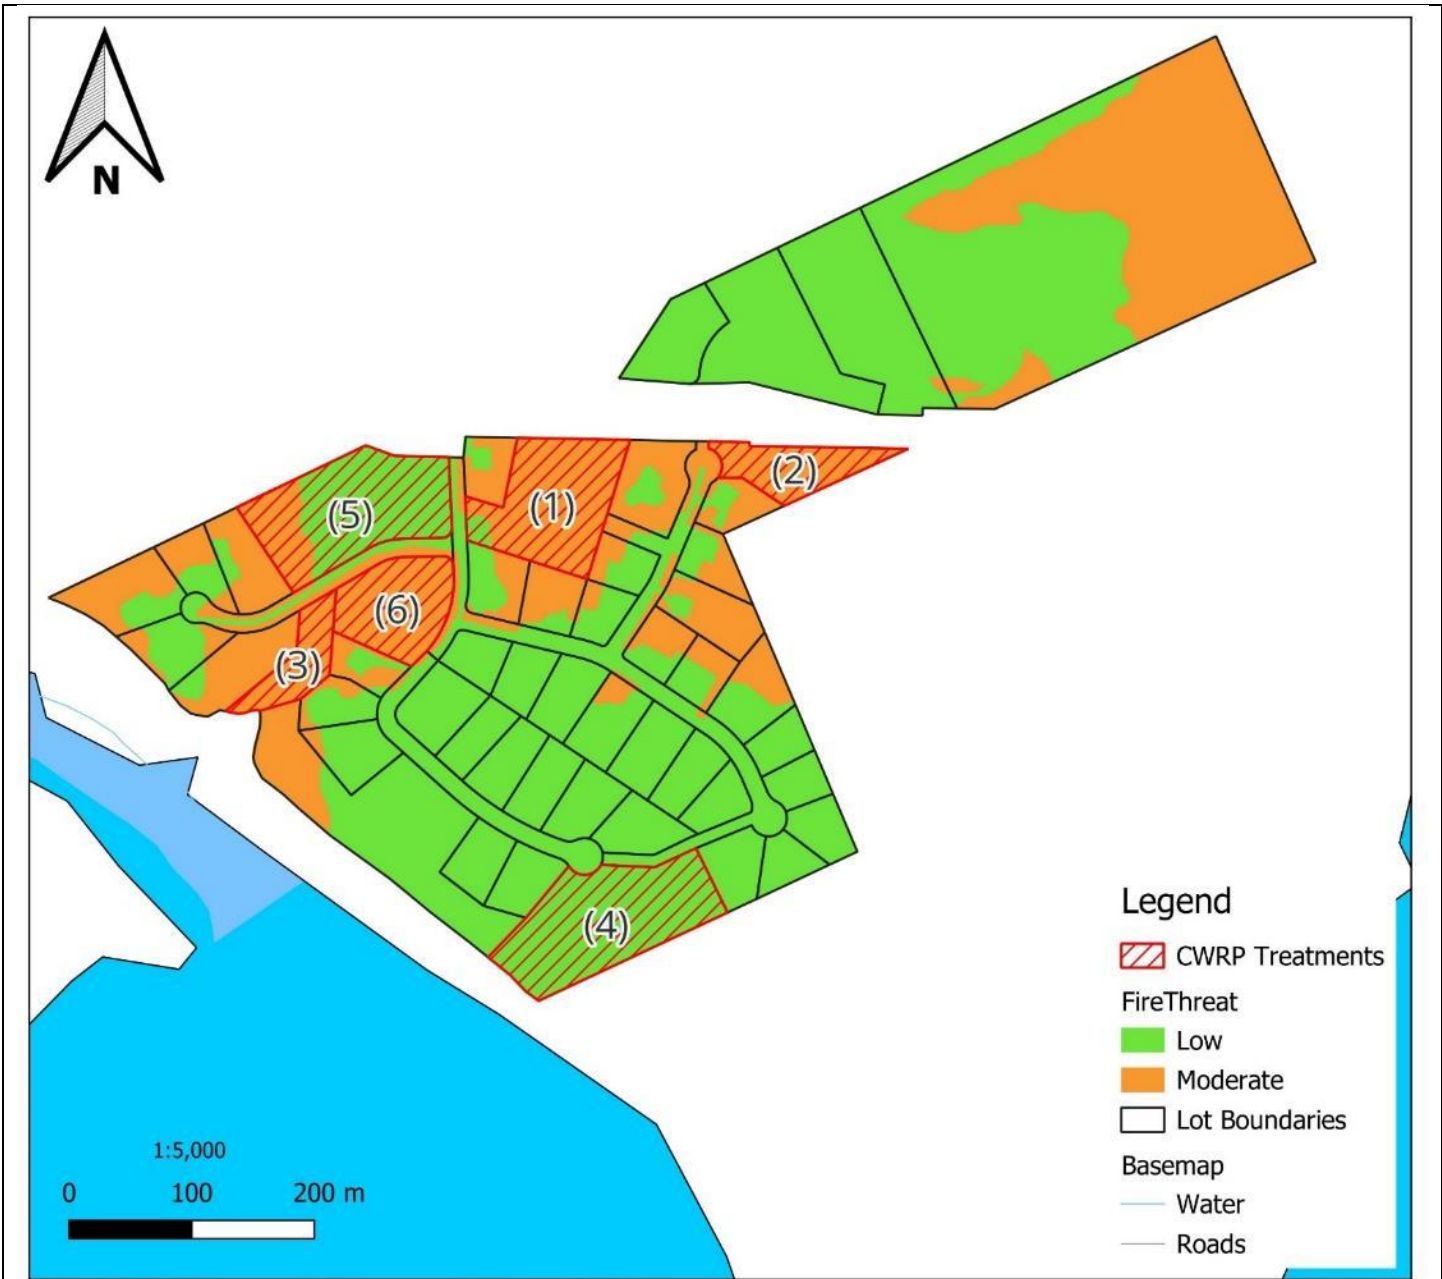 N
(2)
(1)
(5)
(6)
(3)
(4)
Legend
CWRP Treatments
FireThreat
Low
Moderate
Lot Boundaries
Basemap
Water
Roads
1:5,000
0 100 200 m